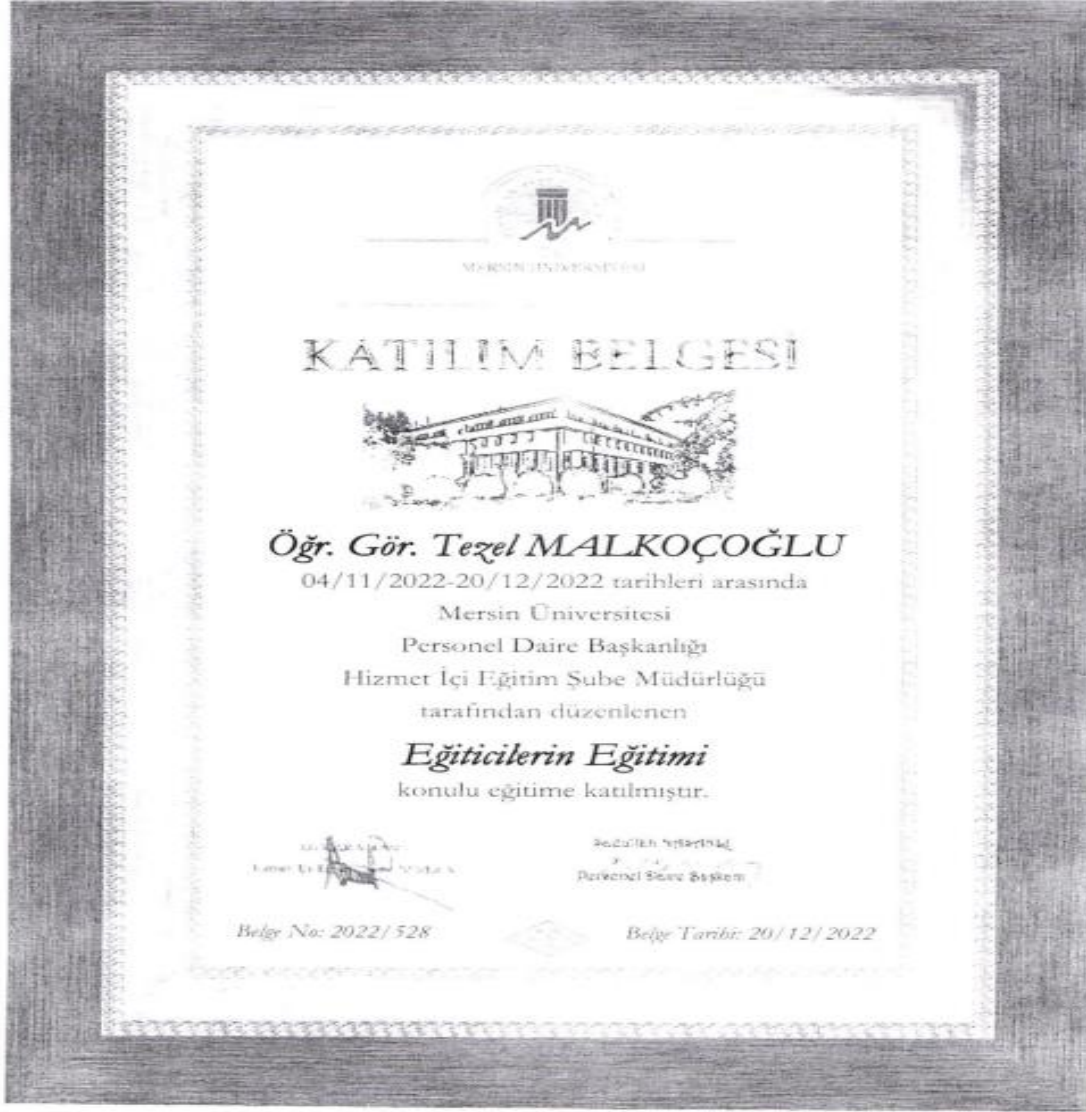 MERSİN ÜNİVERSİTESİ
KATILIM BELGESİ
Öğr. Gör. Tezel MALKOÇOĞLU
04/11/2022-20/12/2022 tarihleri arasında
Mersin Üniversitesi
Personel Daire Başkanlığı
Hizmet İçi Eğitim Şube Müdürlüğü
tarafından düzenlenen
Eğiticilerin Eğitimi
konulu eğitime katılmıştır.
Personel Daire Başkanı
Belge No: 2022/528
Belge Tarihi: 20/12/2022